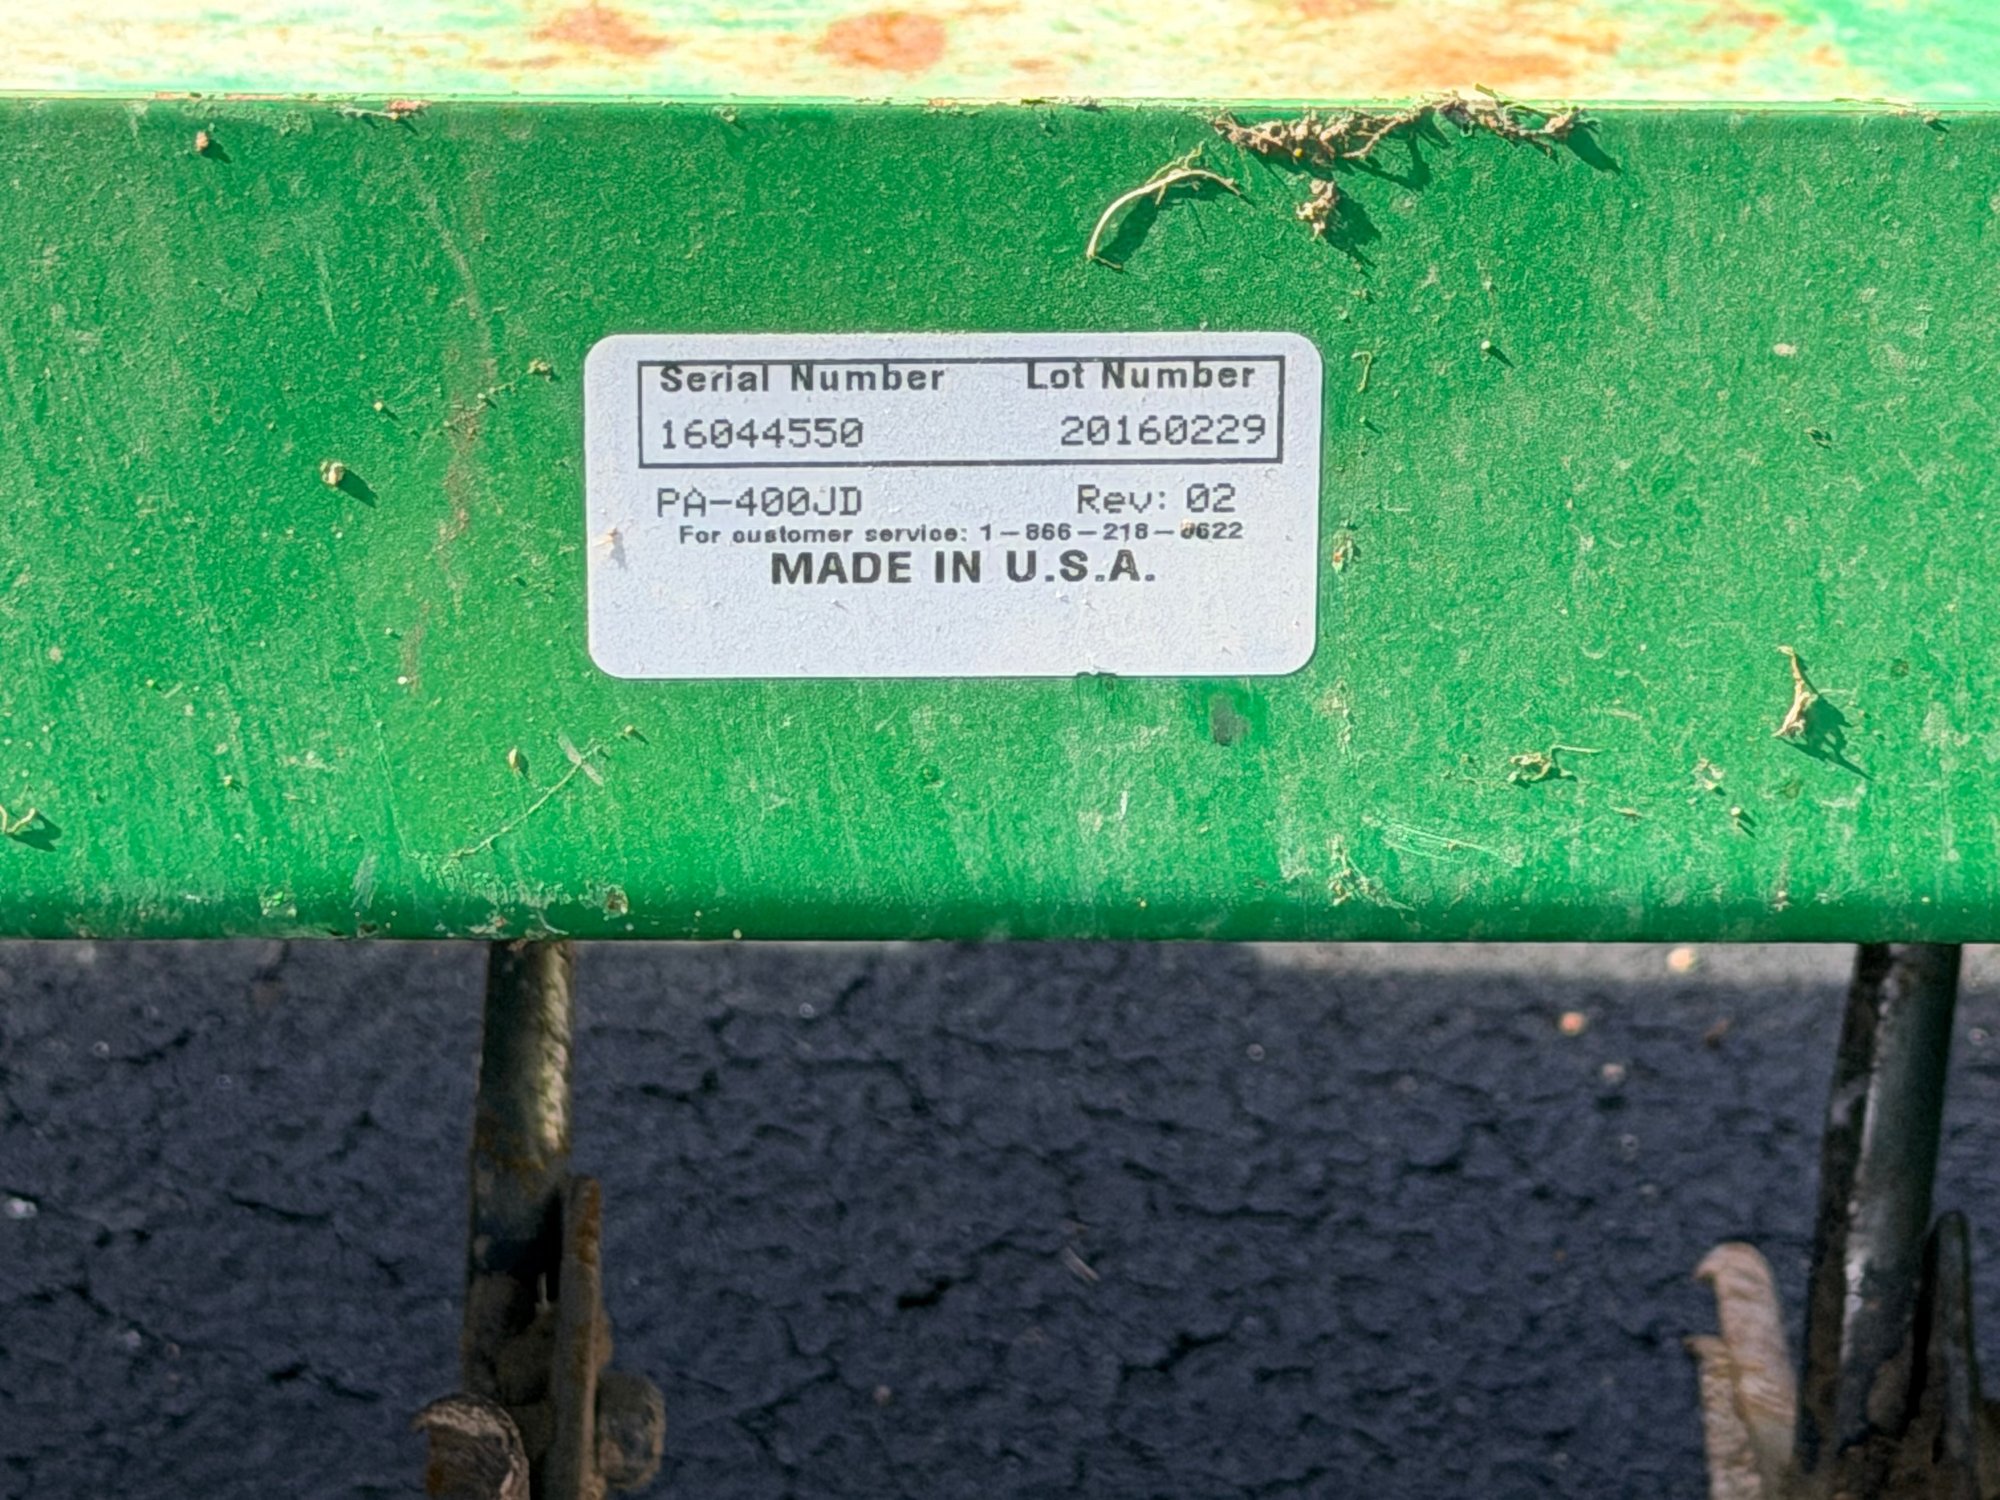 Serial Number Lot Number
16044550 20160229
PA-400JD Rev: 02
For customer service: 1-866-218-8622
MADE IN U.S.A.